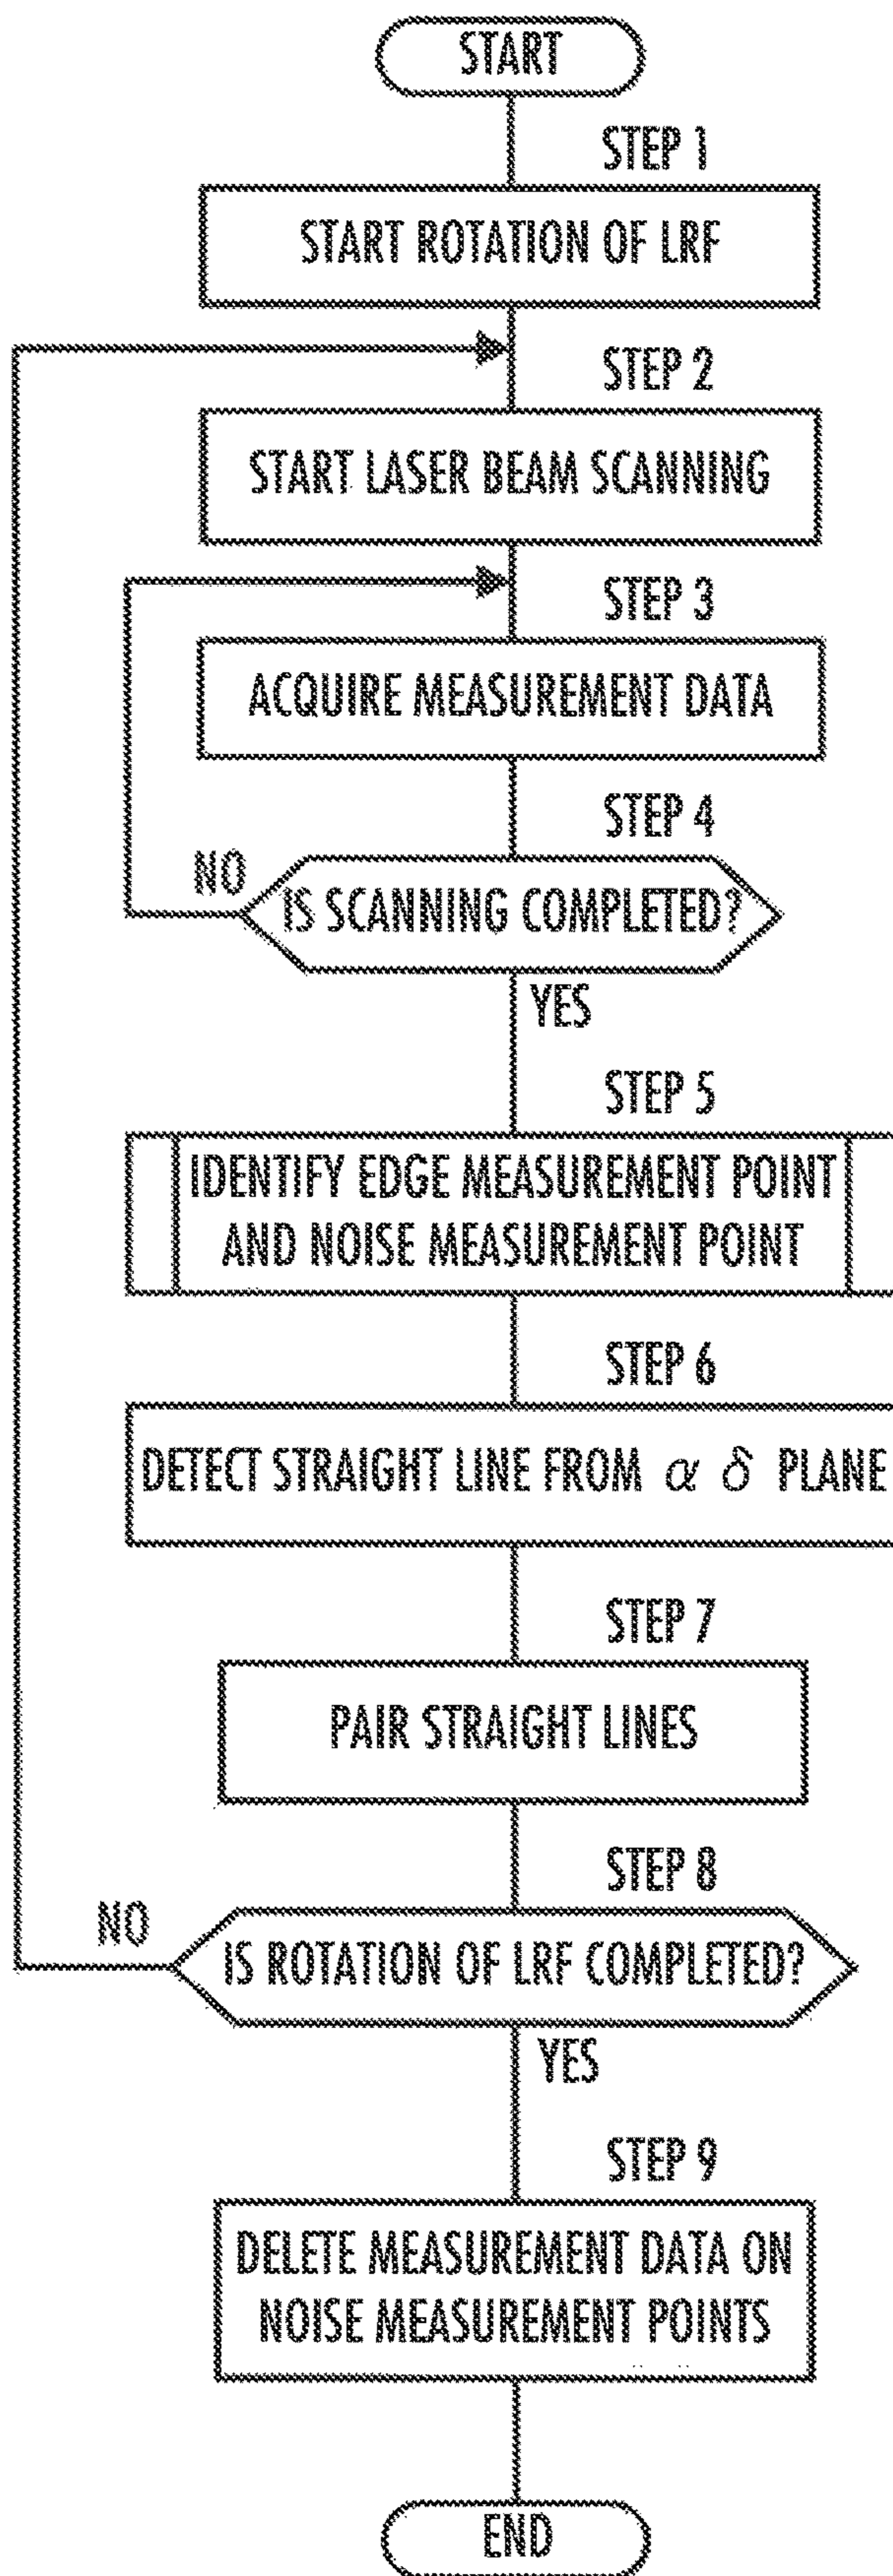 START
STEP 1
START ROTATION OF LRF
STEP 2
START LASER BEAM SCANNING
STEP 3
ACQUIRE MEASUREMENT DATA
STEP 4
NO
IS SCANNING COMPLETED?
YES
STEP 5
IDENTIFY EDGE MEASUREMENT POINT
AND NOISE MEASUREMENT POINT
STEP 6
DETECT STRAIGHT LINE FROM α δ PLANE
STEP 7
PAIR STRAIGHT LINES
STEP 8
NO
IS ROTATION OF LRF COMPLETED?
YES
STEP 9
DELETE MEASUREMENT DATA ON
NOISE MEASUREMENT POINTS
END